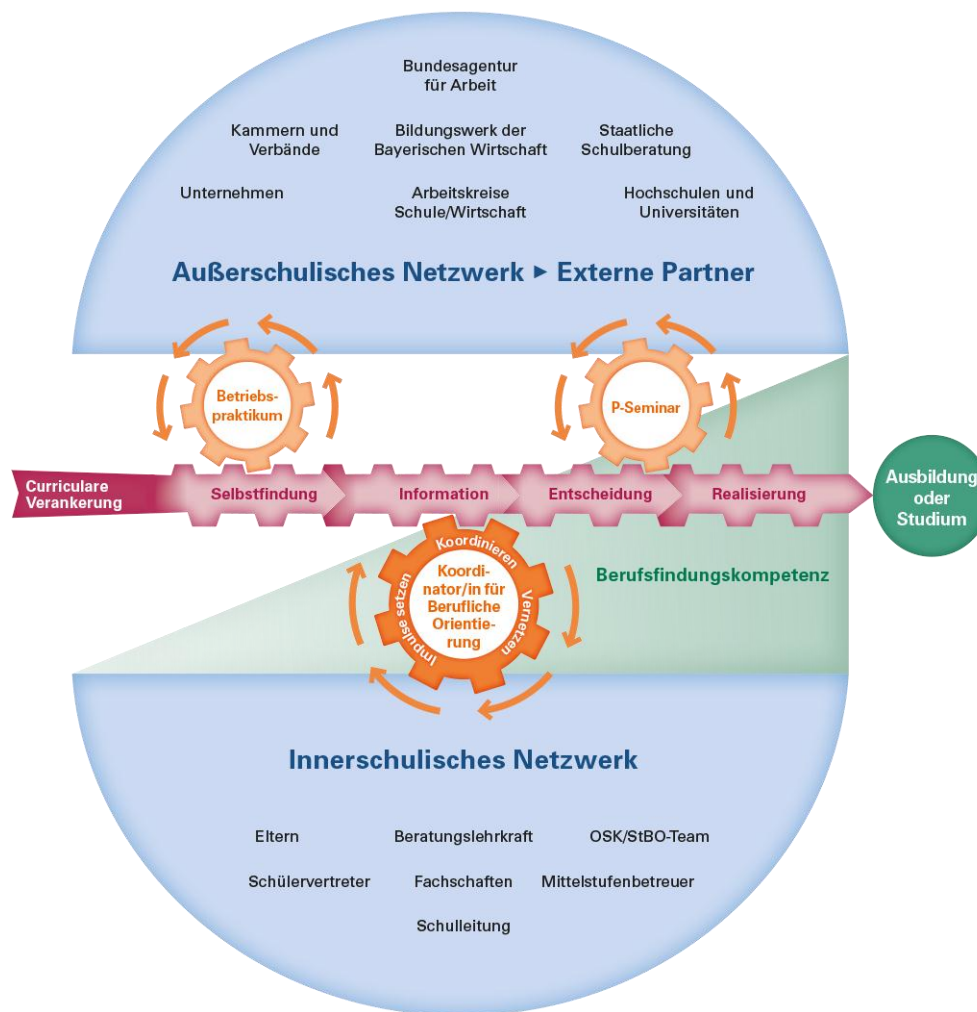 Bundesagentur
für Arbeit
Kammern und
Verbände
Bildungswerk der
Bayerischen Wirtschaft
Staatliche
Schulberatung
Unternehmen
Arbeitskreise
Schule/Wirtschaft
Hochschulen und
Universitäten
Außerschulisches Netzwerk ▸ Externe Partner
Betriebs-
praktikum
P-Seminar
Curriculare
Verankerung
Selbstfindung
Information
Entscheidung
Realisierung
Ausbildung
oder
Studium
Impulse setzen
Koordinieren
Vernetzen
Koordi-
nator/in für
Berufliche
Orientie-
rung
Berufsfindungskompetenz
Innerschulisches Netzwerk
Eltern
Beratungslehrkraft
OSK/StBO-Team
Schülervertreter
Fachschaften
Mittelstufenbetreuer
Schulleitung